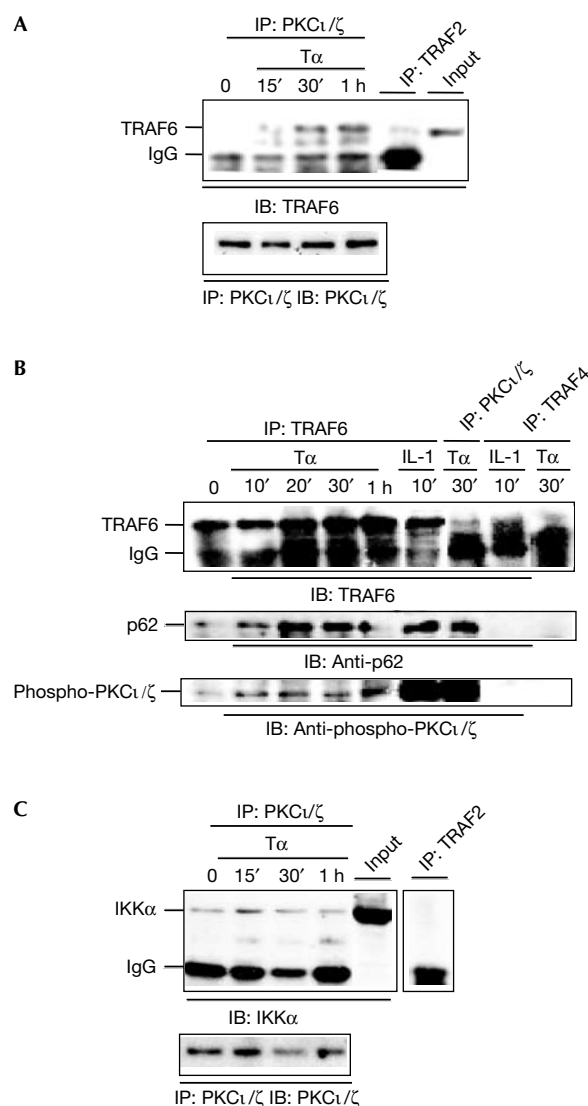 A
IP: PKCι/ζ
Tα
0 15′ 30′ 1 h
IP: TRAF2
Input
TRAF6
IgG
IB: TRAF6
IP: PKCι/ζ IB: PKCι/ζ
B
IP: TRAF6
IP: PKCι/ζ
IP: TRAF4
Tα IL-1 Tα IL-1 Tα
0 10′ 20′ 30′ 1 h 10′ 30′ 10′ 30′
TRAF6
IgG
IB: TRAF6
p62
IB: Anti-p62
Phospho-PKCι/ζ
IB: Anti-phospho-PKCι/ζ
C
IP: PKCι/ζ
Tα
0 15′ 30′ 1 h
Input
IP: TRAF2
IKKα
IgG
IB: IKKα
IP: PKCι/ζ IB: PKCι/ζ